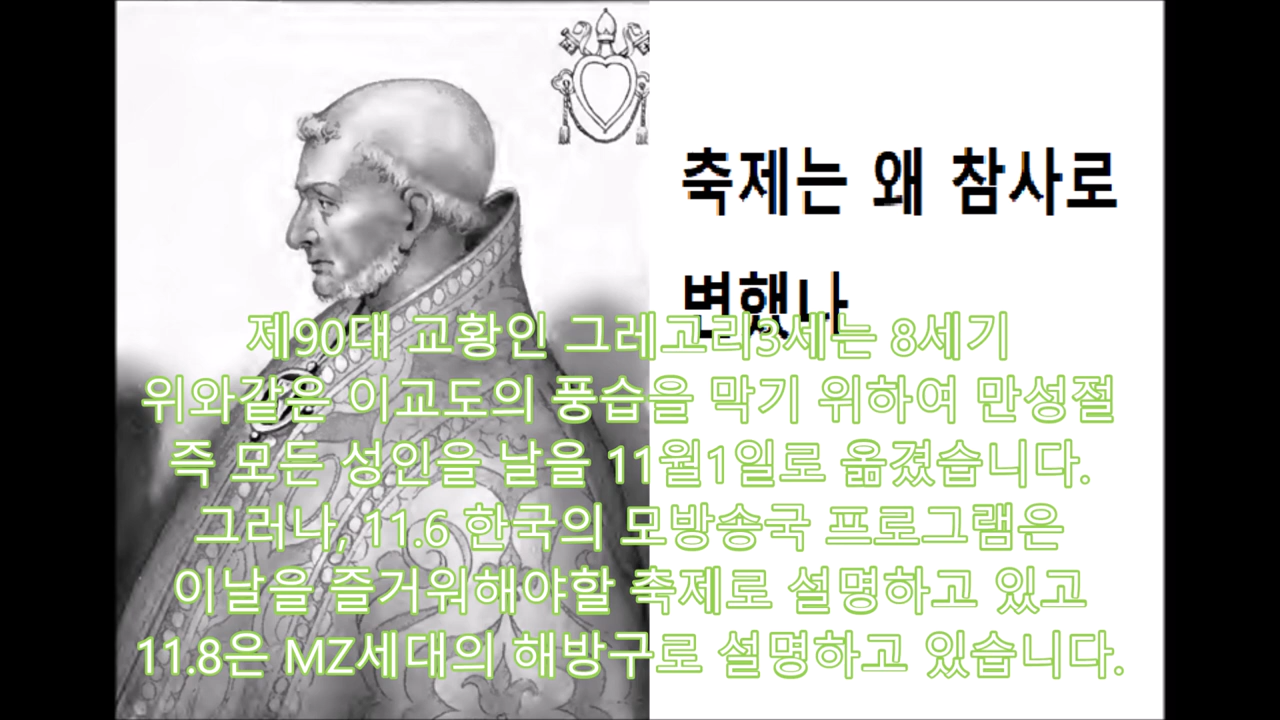 축제는 왜 참사로
변했나
제90대 교황인 그레고리3세는 8세기
위와같은 이교도의 풍습을 막기 위하여 만성절
즉 모든 성인을 날을 11월1일로 옮겼습니다.
그러나, 11.6 한국의 모방송국 프로그램은
이날을 즐거워해야할 축제로 설명하고 있고
11.8은 MZ세대의 해방구로 설명하고 있습니다.